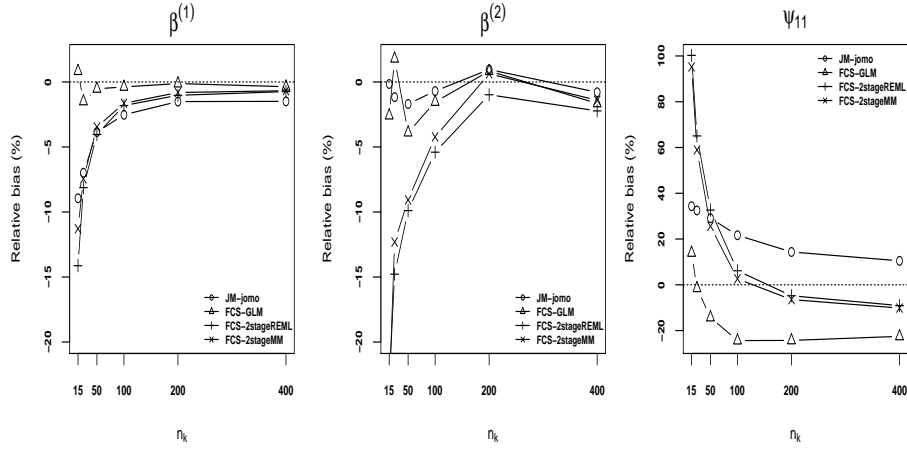 β(1)
Relative bias (%)
0
−5
−10
−15
−20
JM−jomo
FCS−GLM
FCS−2stageREML
FCS−2stageMM
15 50 100 200 400
nk
β(2)
Relative bias (%)
0
−5
−10
−15
−20
JM−jomo
FCS−GLM
FCS−2stageREML
FCS−2stageMM
15 50 100 200 400
nk
ψ11
Relative bias (%)
100
80
60
40
20
0
−20
JM−jomo
FCS−GLM
FCS−2stageREML
FCS−2stageMM
15 50 100 200 400
nk